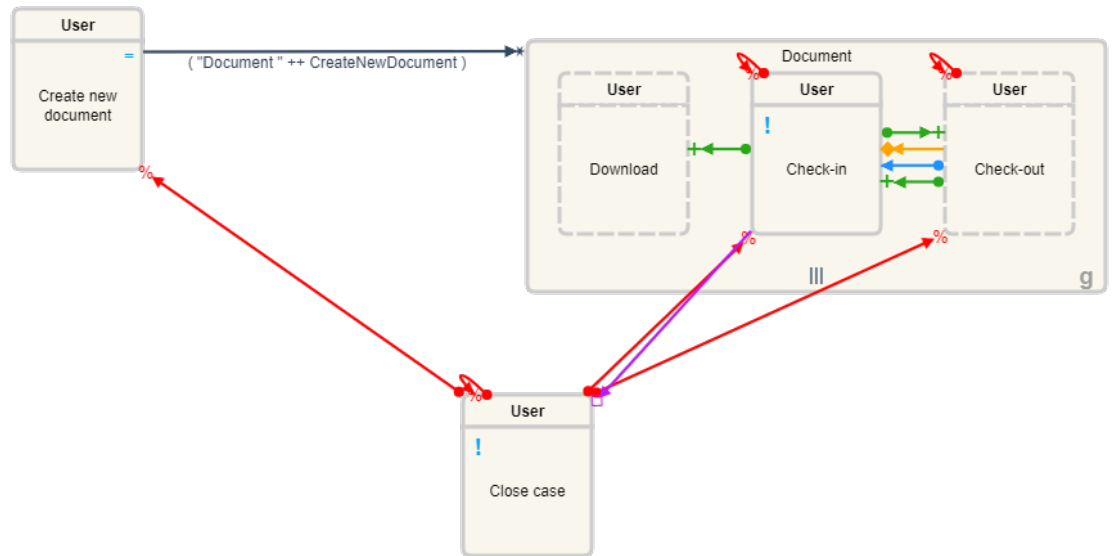 User
=
Create new
document
%
( "Document " ++ CreateNewDocument )
Document
User
Download
%
User
!
Check-in
%
%
User
Check-out
%
g
%
User
!
Close case